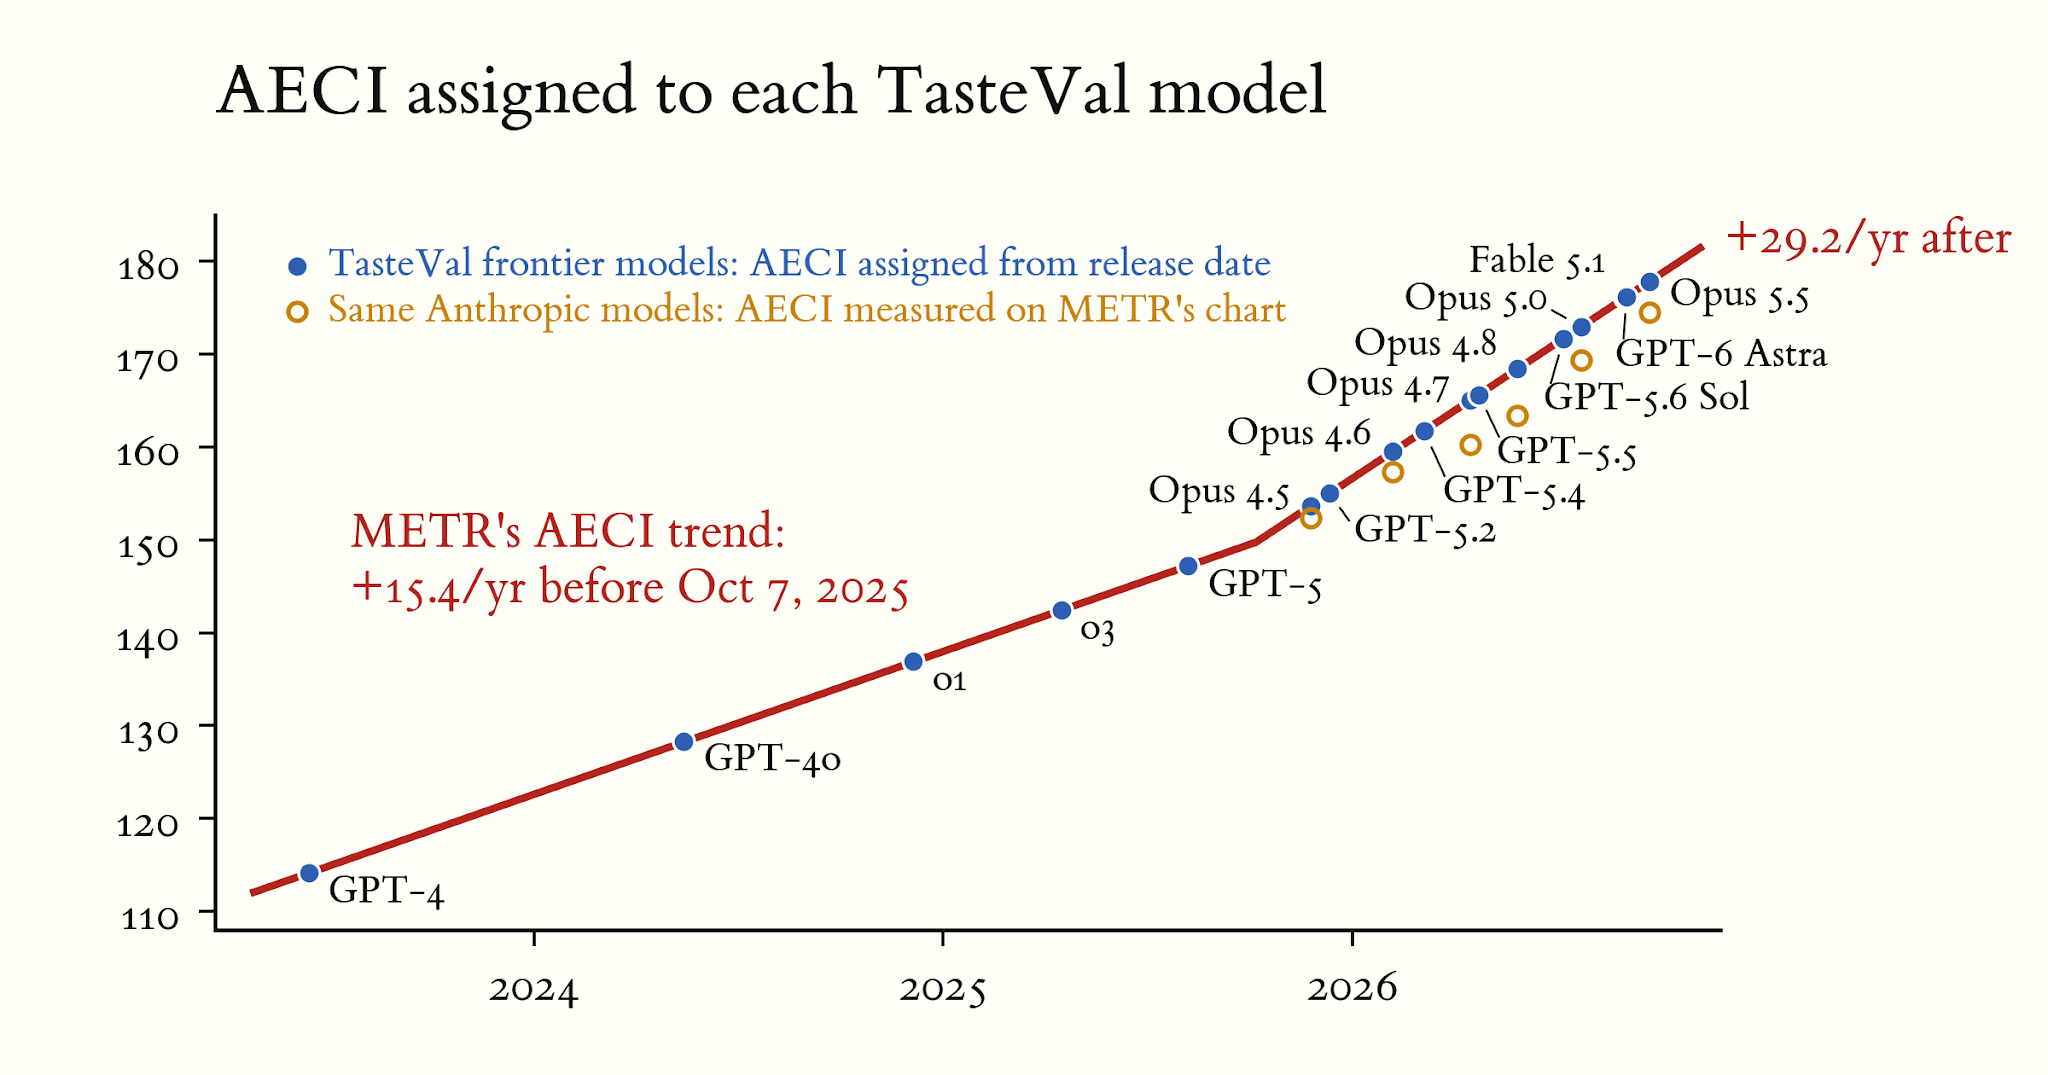 AECI assigned to each TasteVal model
TasteVal frontier models: AECI assigned from release date
Same Anthropic models: AECI measured on METR's chart
+29.2/yr after
180
170
160
150
140
130
120
110
Fable 5.1
Opus 5.0
Opus 5.5
Opus 4.8
GPT-6 Astra
Opus 4.7
GPT-5.6 Sol
Opus 4.6
GPT-5.5
Opus 4.5
GPT-5.4
GPT-5.2
METR's AECI trend:
+15.4/yr before Oct 7, 2025
GPT-5
o3
o1
GPT-4o
GPT-4
2024
2025
2026